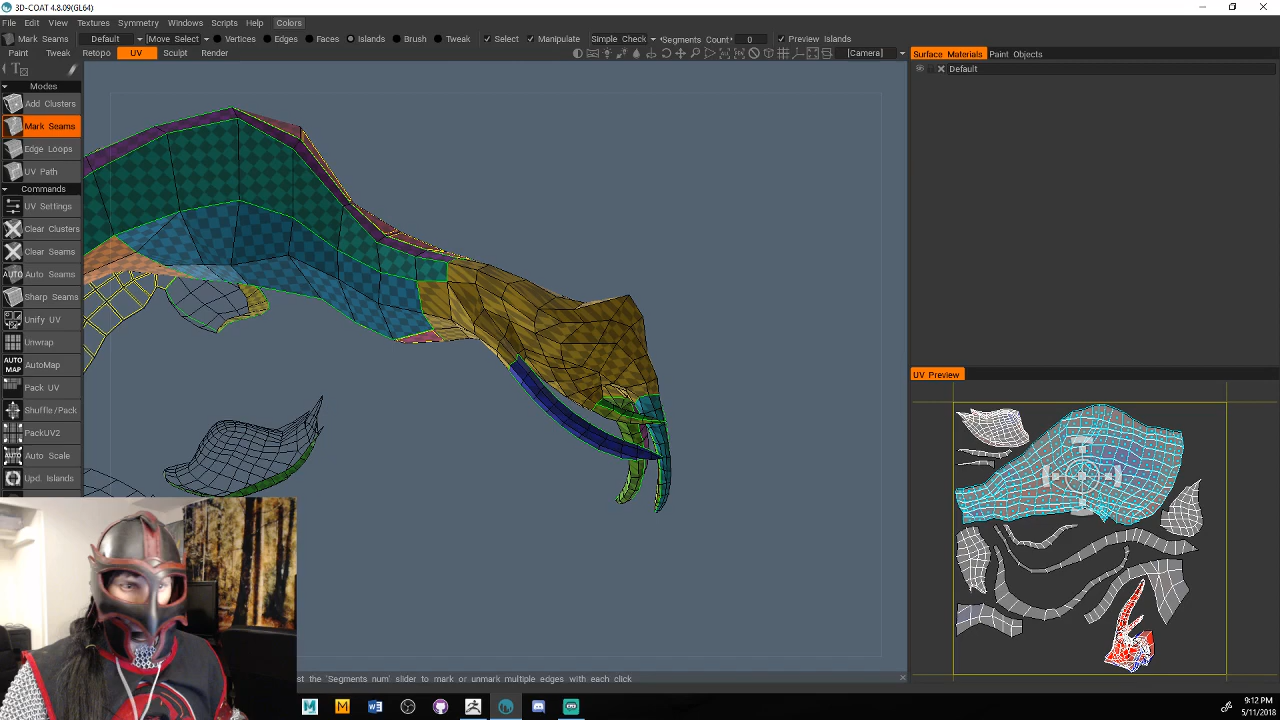 3D-COAT 4.8.09(GL64)
File Edit View Textures Symmetry Windows Scripts Help Colors
Mark Seams Default [Move Select] Vertices Edges Faces Islands Brush Tweak Select Manipulate Simple Check Segments Count 0 Preview Islands
Paint Tweak Retopo UV Sculpt Render [Camera]
Surface Materials Paint Objects
Default
Modes
Add Clusters
Mark Seams
Edge Loops
UV Path
Commands
UV Settings
Clear Clusters
Clear Seams
AUTO Auto Seams
Sharp Seams
Unify UV
Unwrap
AUTO MAP AutoMap
Pack UV
Shuffle/Pack
PackUV2
Auto Scale
Upd. Islands
UV Preview
st the 'Segments num' slider to mark or unmark multiple edges with each click
9:12 PM
5/11/2018